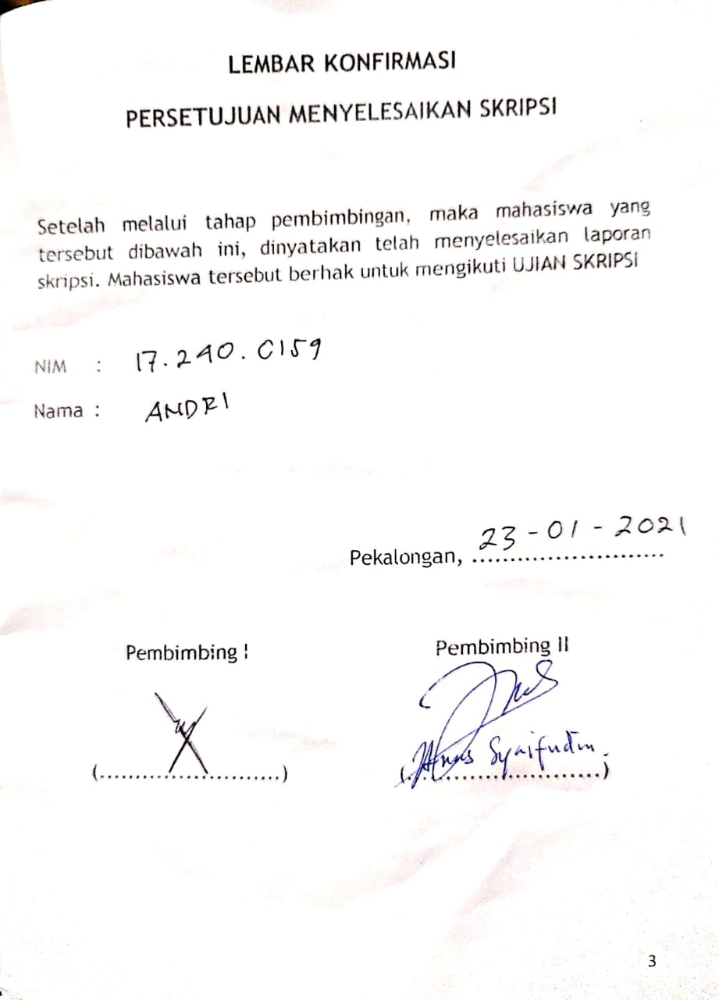 LEMBAR KONFIRMASI
PERSETUJUAN MENYELESAIKAN SKRIPSI
Setelah melalui tahap pembimbingan, maka mahasiswa yang
tersebut dibawah ini, dinyatakan telah menyelesaikan laporan
skripsi. Mahasiswa tersebut berhak untuk mengikuti UJIAN SKRIPSI
NIM : 17.240.0159
Nama : ANDRI
Pekalongan, 23-01-2021
Pembimbing I Pembimbing II
(..........................) (Syaifudin.)
3